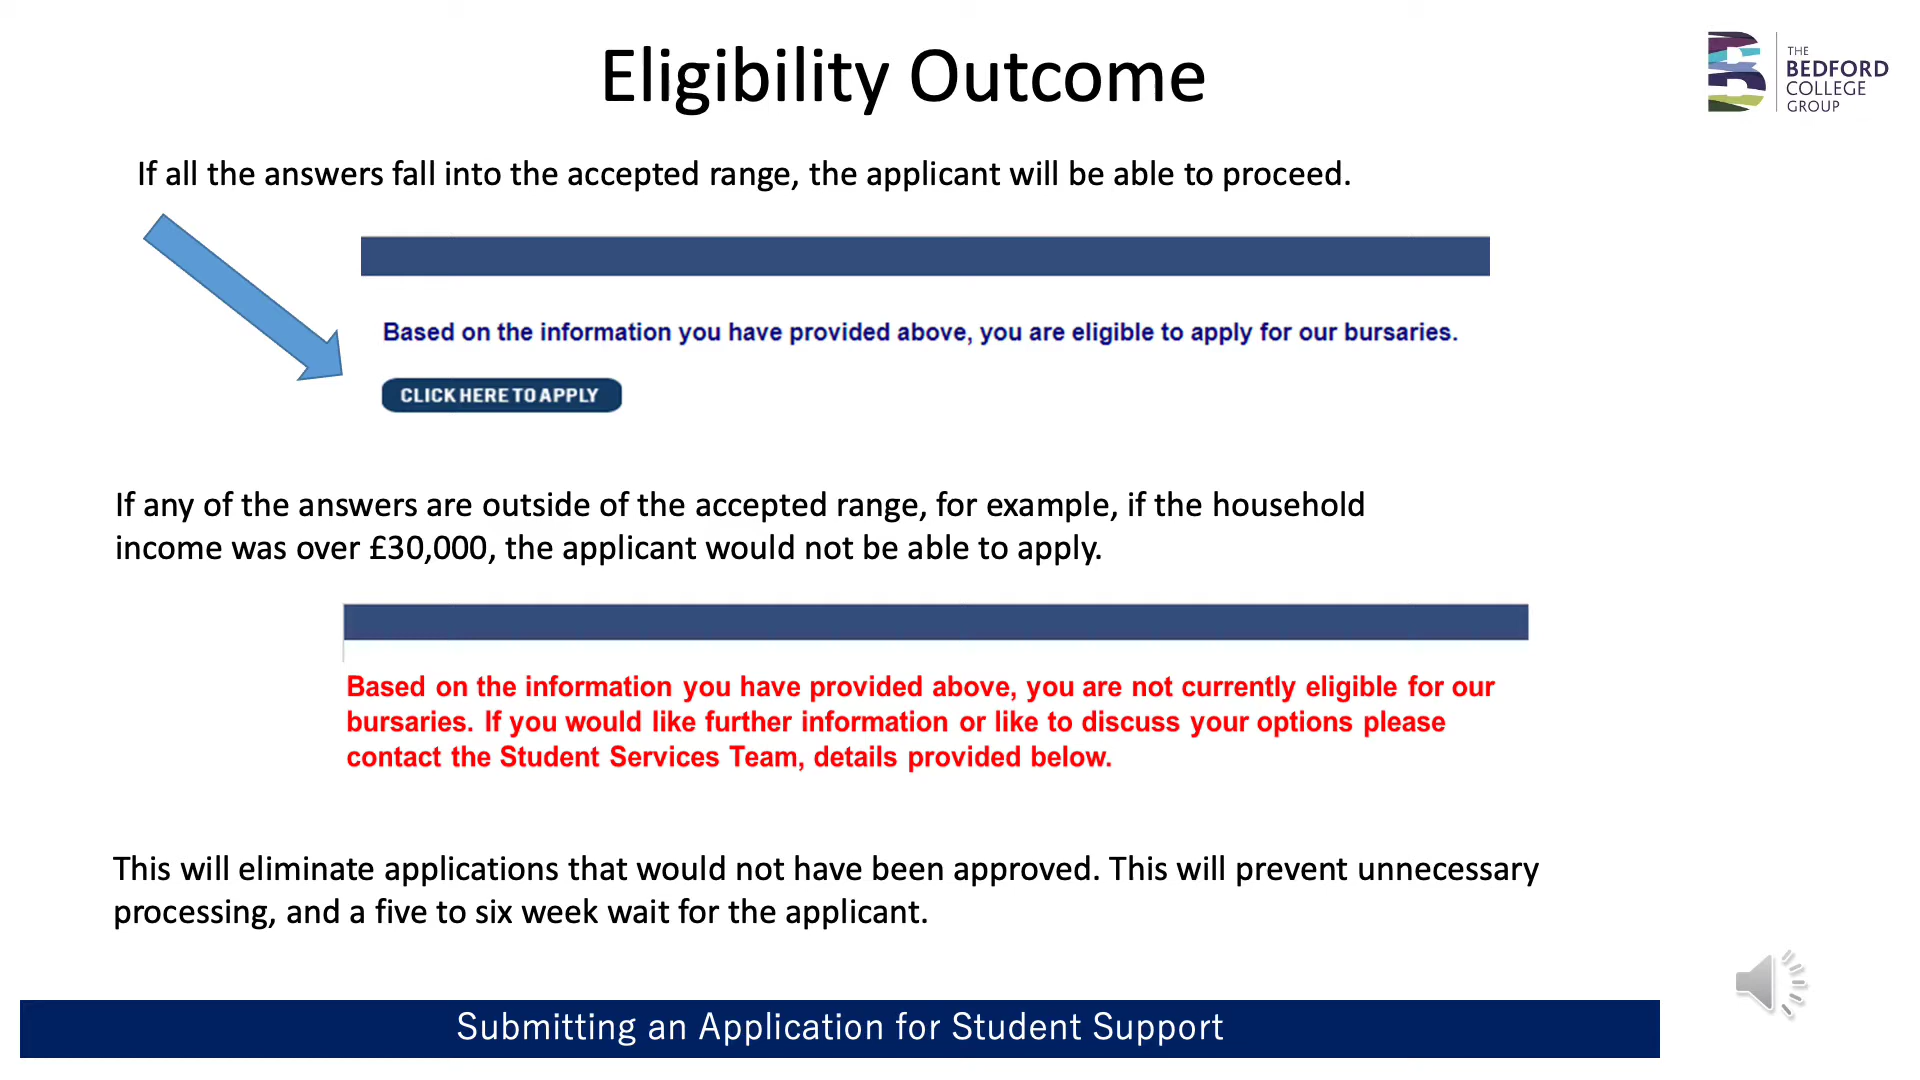 Eligibility Outcome
THE
BEDFORD
COLLEGE
GROUP
If all the answers fall into the accepted range, the applicant will be able to proceed.
Based on the information you have provided above, you are eligible to apply for our bursaries.
CLICK HERE TO APPLY
If any of the answers are outside of the accepted range, for example, if the household
income was over £30,000, the applicant would not be able to apply.
Based on the information you have provided above, you are not currently eligible for our
bursaries. If you would like further information or like to discuss your options please
contact the Student Services Team, details provided below.
This will eliminate applications that would not have been approved. This will prevent unnecessary
processing, and a five to six week wait for the applicant.
Submitting an Application for Student Support